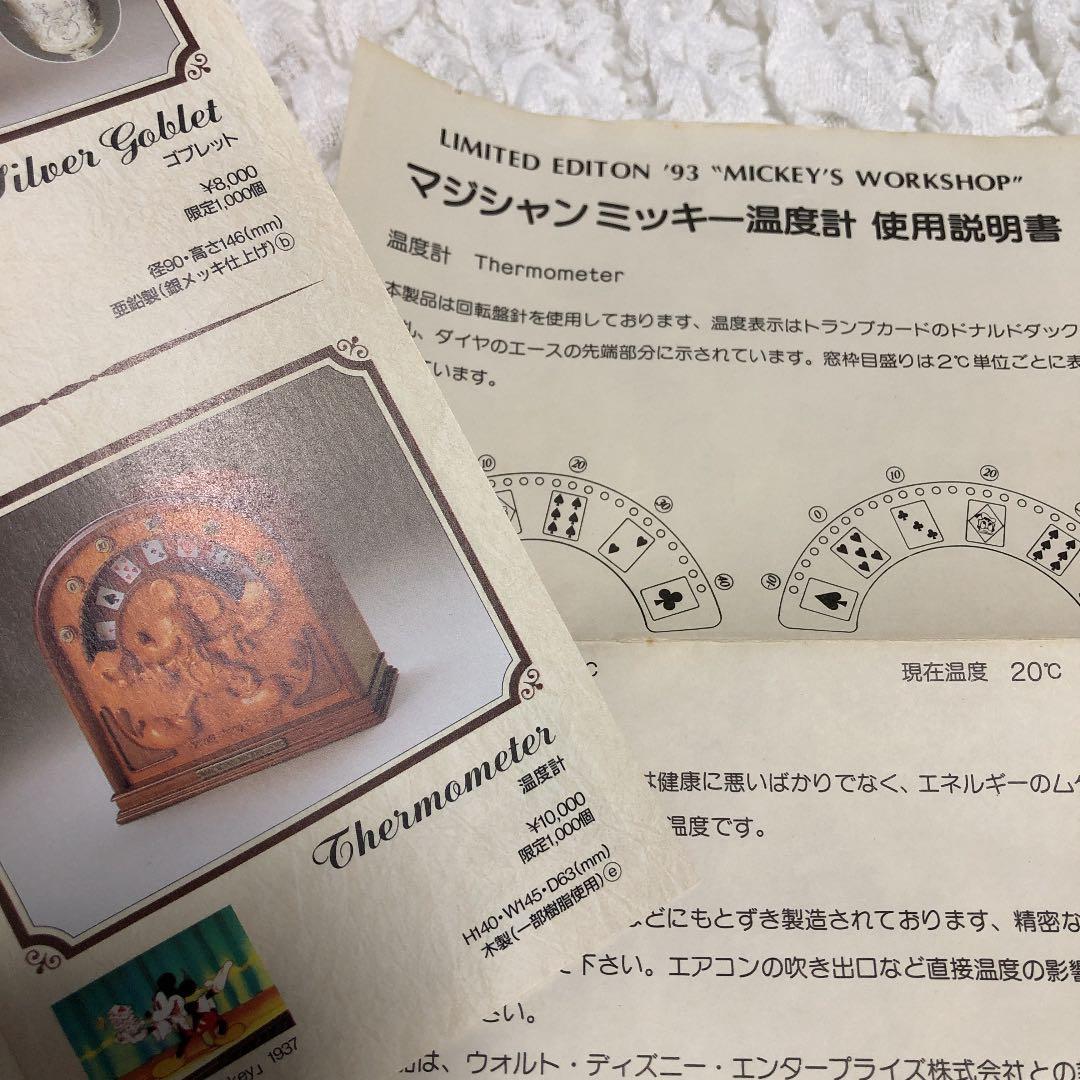 Silver Goblet
ゴブレット
¥8,000
限定1,000個
径90・高さ146(mm)
亜鉛製(銀メッキ仕上げ)ⓑ
Thermometer
温度計
¥10,000
限定1,000個
H140・W145・D63(mm)
木製(一部樹脂使用)ⓔ
1937
LIMITED EDITON '93 "MICKEY'S WORKSHOP"
マジシャンミッキー温度計 使用説明書
温度計 Thermometer
本製品は回転盤針を使用しております、温度表示はトランプカードのドナルドダック
、ダイヤのエースの先端部分に示されています。窓枠目盛りは2℃単位ごとに表
います。
10 20 30 40
-10 0 10 20
℃
現在温度 20℃
は健康に悪いばかりでなく、エネルギーのム
温度です。
どにもとずき製造されております、精密な
下さい。エアコンの吹き出口など直接温度の影響
さい。
品は、ウォルト・ディズニー・エンタープライズ株式会社との